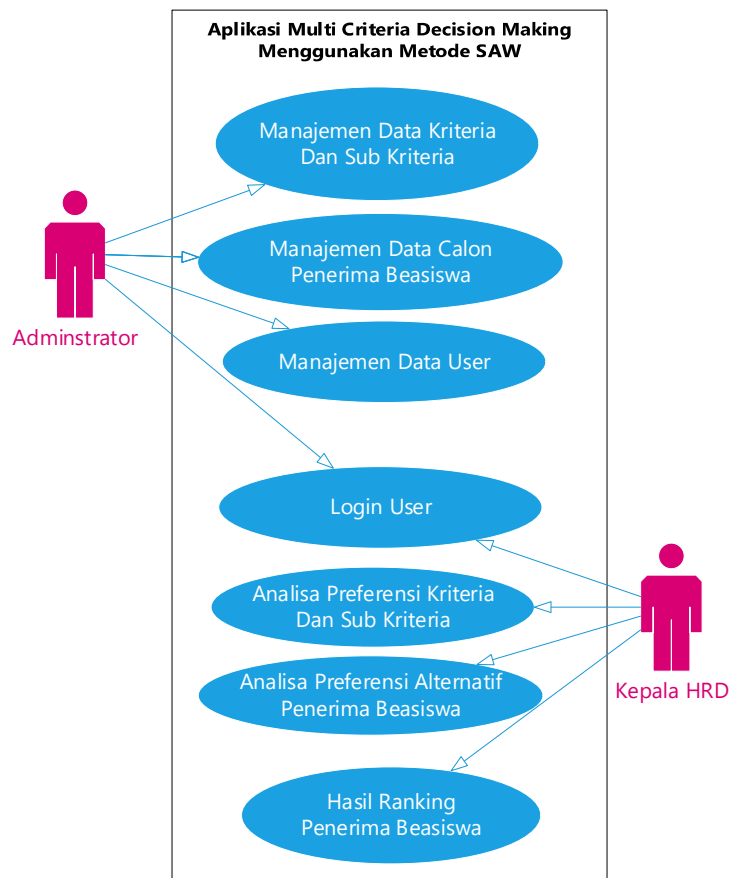 Aplikasi Multi Criteria Decision Making
Menggunakan Metode SAW
Manajemen Data Kriteria
Dan Sub Kriteria
Manajemen Data Calon
Penerima Beasiswa
Adminstrator
Manajemen Data User
Login User
Analisa Preferensi Kriteria
Dan Sub Kriteria
Analisa Preferensi Alternatif
Penerima Beasiswa
Kepala HRD
Hasil Ranking
Penerima Beasiswa